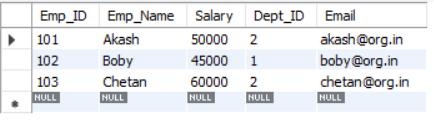 Emp_ID Emp_Name Salary Dept_ID Email
101 Akash 50000 2 akash@org.in
102 Boby 45000 1 boby@org.in
103 Chetan 60000 2 chetan@org.in
NULL NULL NULL NULL NULL